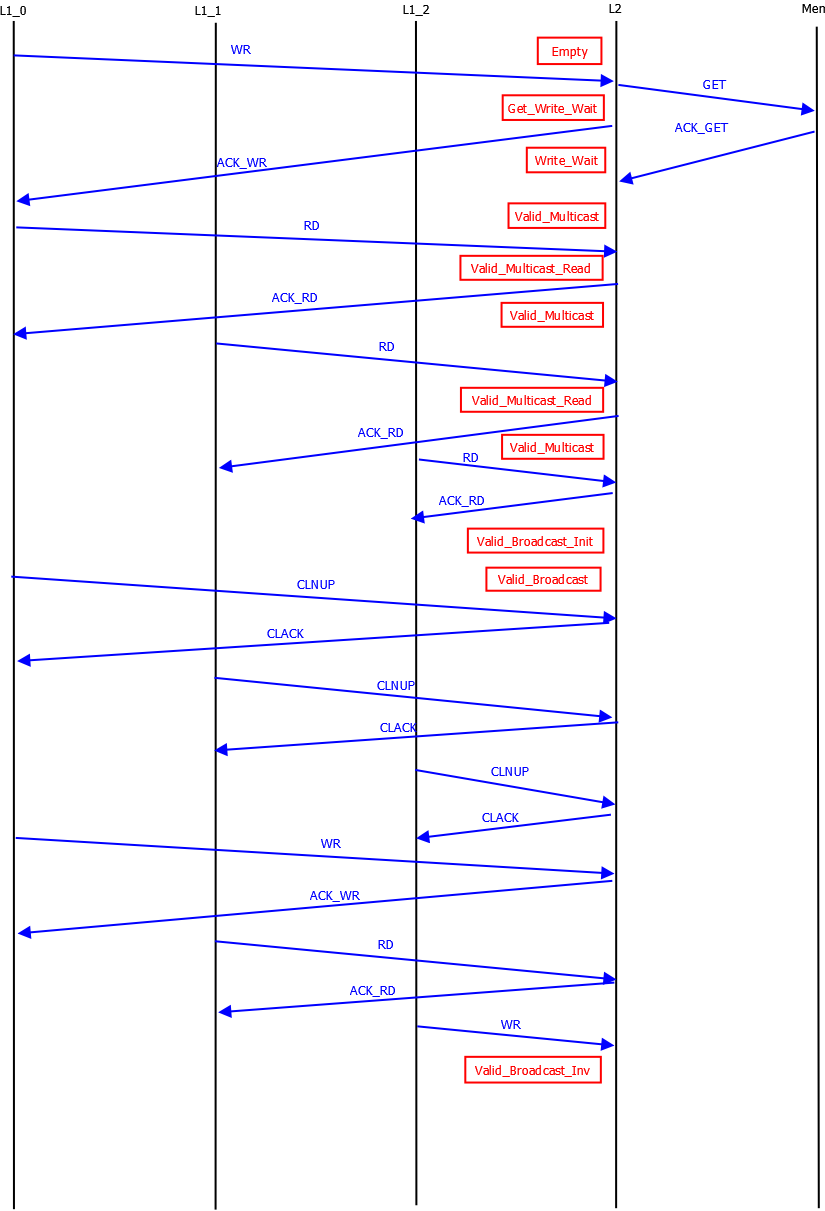 L1_0
L1_1
L1_2
L2
Men
WR
Empty
GET
Get_Write_Wait
ACK_GET
ACK_WR
Write_Wait
Valid_Multicast
RD
Valid_Multicast_Read
ACK_RD
Valid_Multicast
RD
Valid_Multicast_Read
ACK_RD
Valid_Multicast
RD
ACK_RD
Valid_Broadcast_Init
Valid_Broadcast
CLNUP
CLACK
CLNUP
CLACK
CLNUP
CLACK
WR
ACK_WR
RD
ACK_RD
WR
Valid_Broadcast_Inv